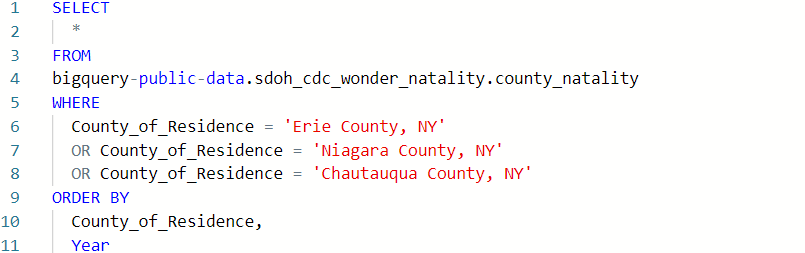 1 SELECT
2 *
3 FROM
4 bigquery-public-data.sdoh_cdc_wonder_natality.county_natality
5 WHERE
6 County_of_Residence = 'Erie County, NY'
7 OR County_of_Residence = 'Niagara County, NY'
8 OR County_of_Residence = 'Chautauqua County, NY'
9 ORDER BY
10 County_of_Residence,
11 Year